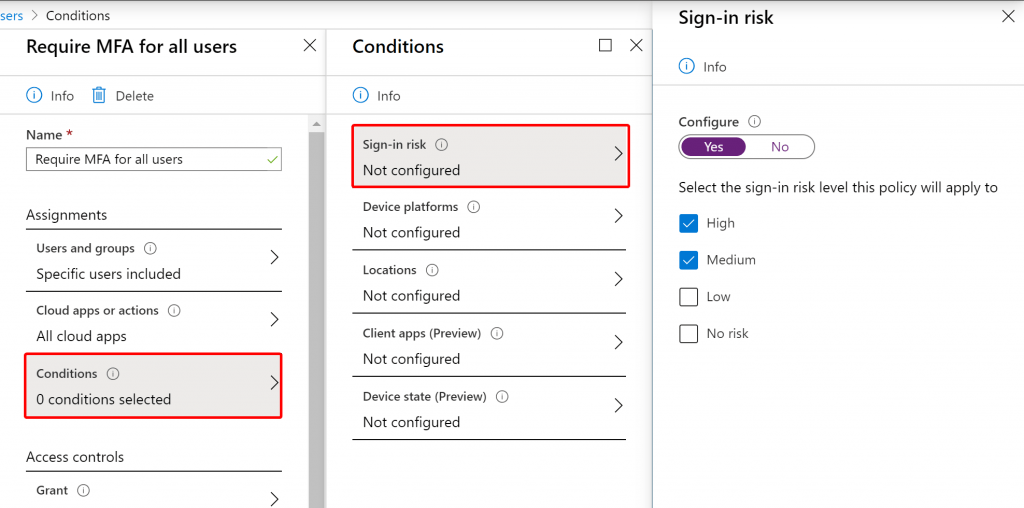 sers > Conditions
Require MFA for all users
Info Delete
Name *
Require MFA for all users
Assignments
Users and groups
Specific users included
Cloud apps or actions
All cloud apps
Conditions
0 conditions selected
Access controls
Grant
Conditions
Info
Sign-in risk
Not configured
Device platforms
Not configured
Locations
Not configured
Client apps (Preview)
Not configured
Device state (Preview)
Not configured
Sign-in risk
Info
Configure
Yes No
Select the sign-in risk level this policy will apply to
High
Medium
Low
No risk